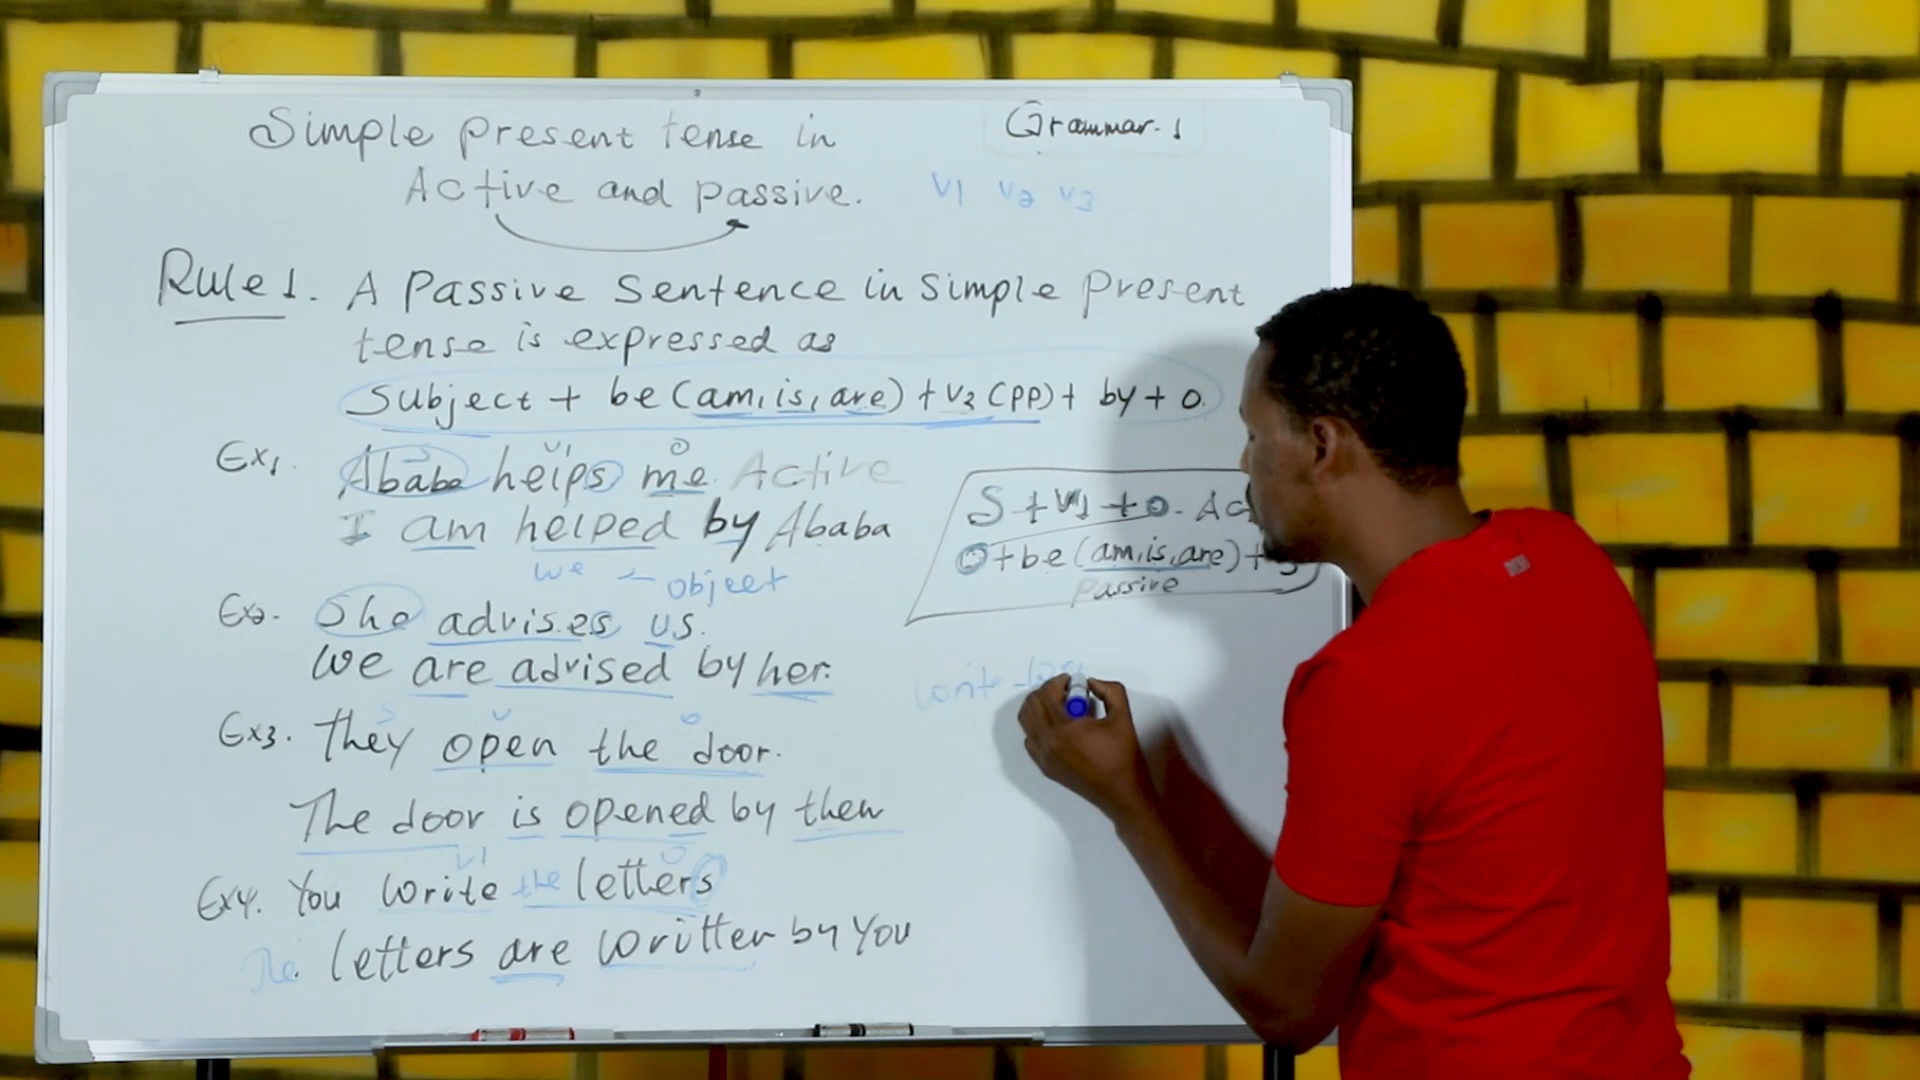 Simple present tense in
Grammar. 1
Active and passive.
V1 V2 V3
Rule 1. A Passive Sentence in Simple Present
tense is expressed as
Subject + be (am, is, are) + V3 (PP) + by + o.
S V1 O
Ex1. Ababa helps me. Active
I am helped by Ababa
S + V1 + o.
O + be (am, is, are) +
passive
we - object
Ex2. She advises us.
We are advised by her.
S V O
Ex3. They open the door.
The door is opened by them
V1 O
Ex4. You write the letters
The letters are written by You